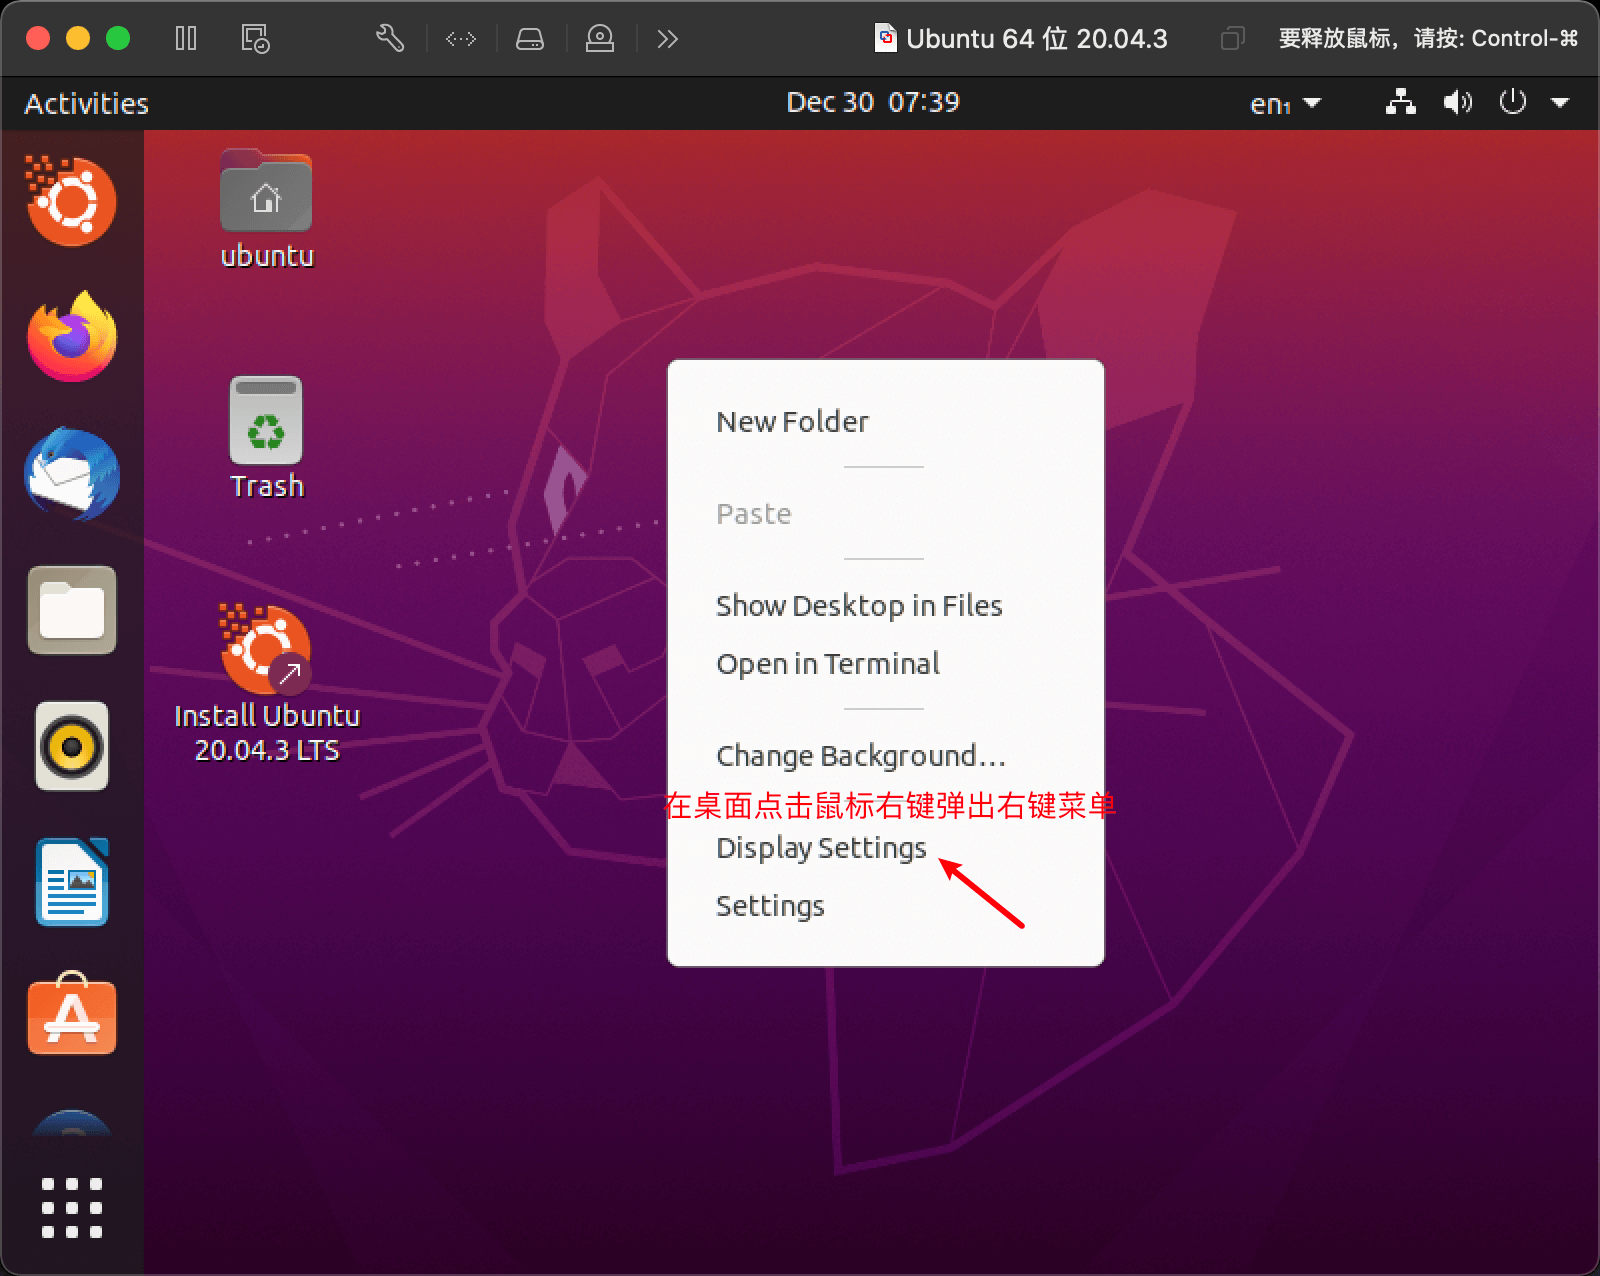 Ubuntu 64 位 20.04.3
要释放鼠标，请按: Control-⌘
Activities
Dec 30 07:39
en₁
ubuntu
Trash
Install Ubuntu
20.04.3 LTS
New Folder
Paste
Show Desktop in Files
Open in Terminal
Change Background…
在桌面点击鼠标右键弹出右键菜单
Display Settings
Settings